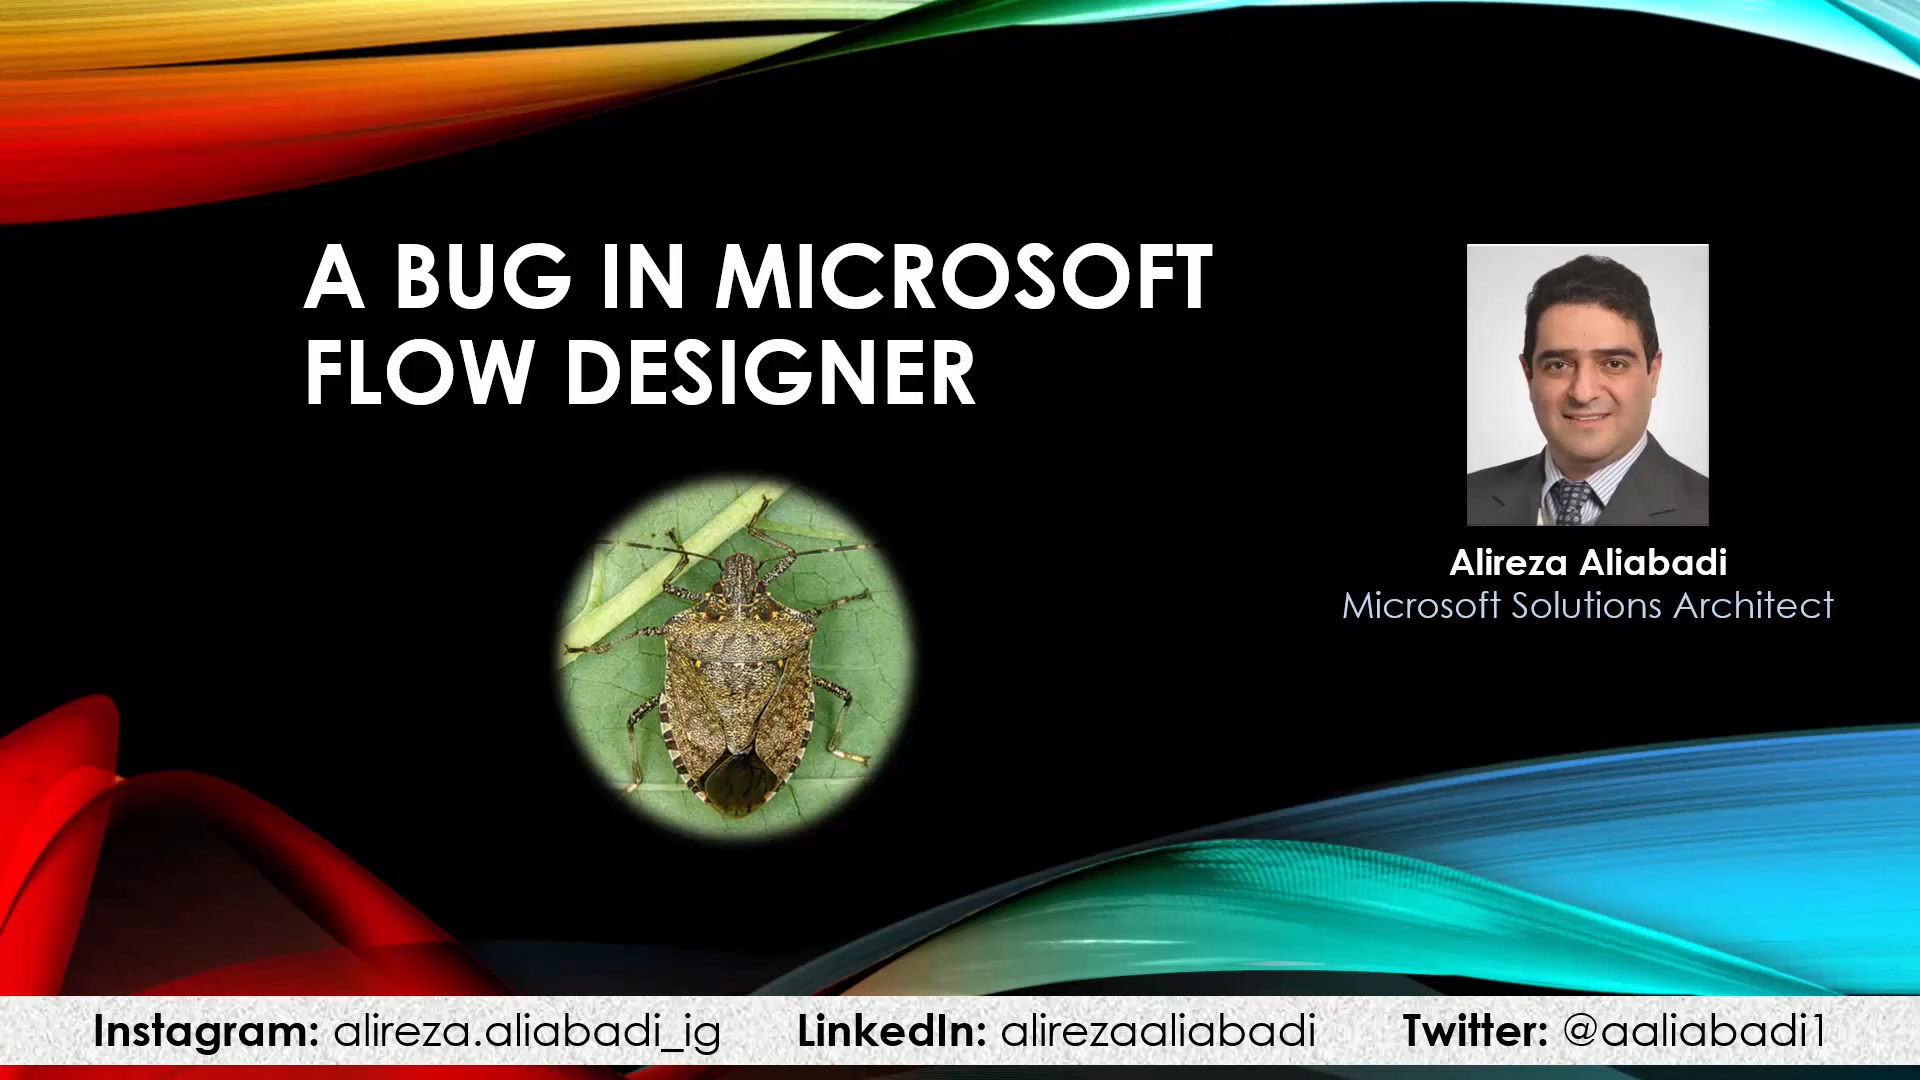 A BUG IN MICROSOFT
FLOW DESIGNER
Alireza Aliabadi
Microsoft Solutions Architect
Instagram: alireza.aliabadi_ig LinkedIn: alirezaaliabadi Twitter: @aaliabadi1